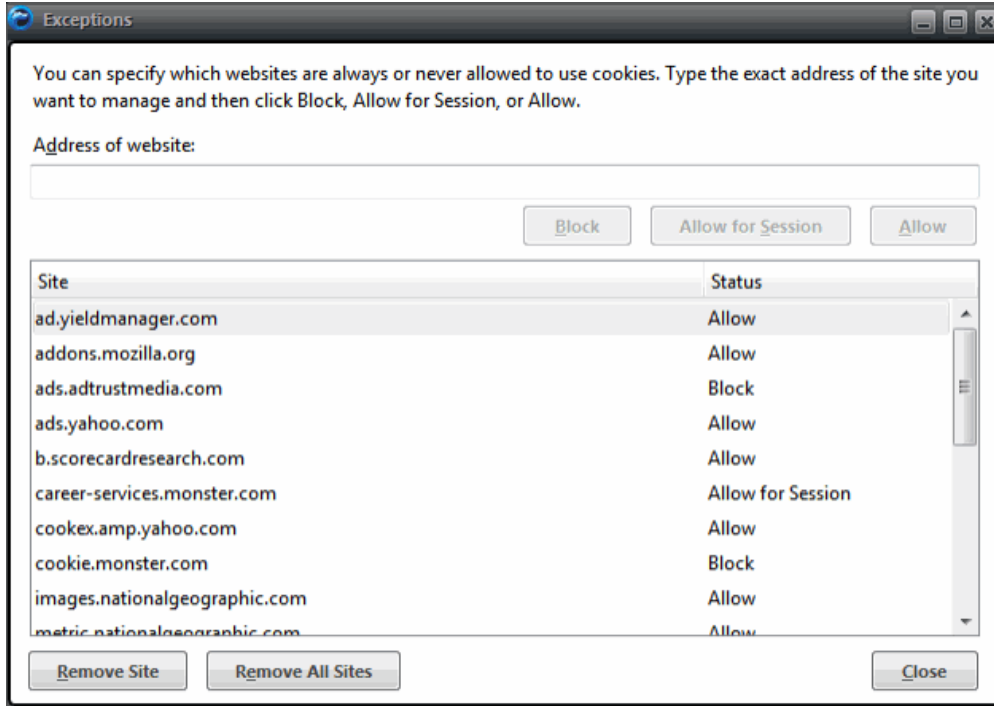 Exceptions
You can specify which websites are always or never allowed to use cookies. Type the exact address of the site you
want to manage and then click Block, Allow for Session, or Allow.
Address of website:
Block Allow for Session Allow
Site Status
ad.yieldmanager.com Allow
addons.mozilla.org Allow
ads.adtrustmedia.com Block
ads.yahoo.com Allow
b.scorecardresearch.com Allow
career-services.monster.com Allow for Session
cookex.amp.yahoo.com Allow
cookie.monster.com Block
images.nationalgeographic.com Allow
metric.nationalgeographic.com Allow
Remove Site Remove All Sites Close